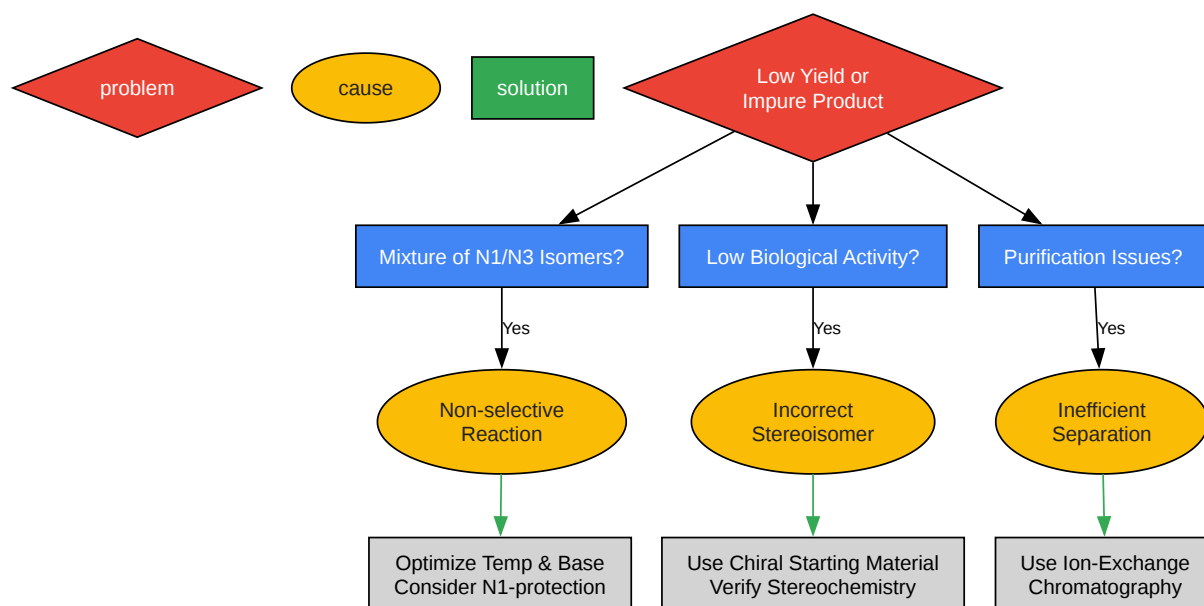 problem
cause
solution
Low Yield or
Impure Product
Mixture of N1/N3 Isomers?
Low Biological Activity?
Purification Issues?
Yes
Yes
Yes
Non-selective
Reaction
Incorrect
Stereoisomer
Inefficient
Separation
Optimize Temp & Base
Consider N1-protection
Use Chiral Starting Material
Verify Stereochemistry
Use Ion-Exchange
Chromatography